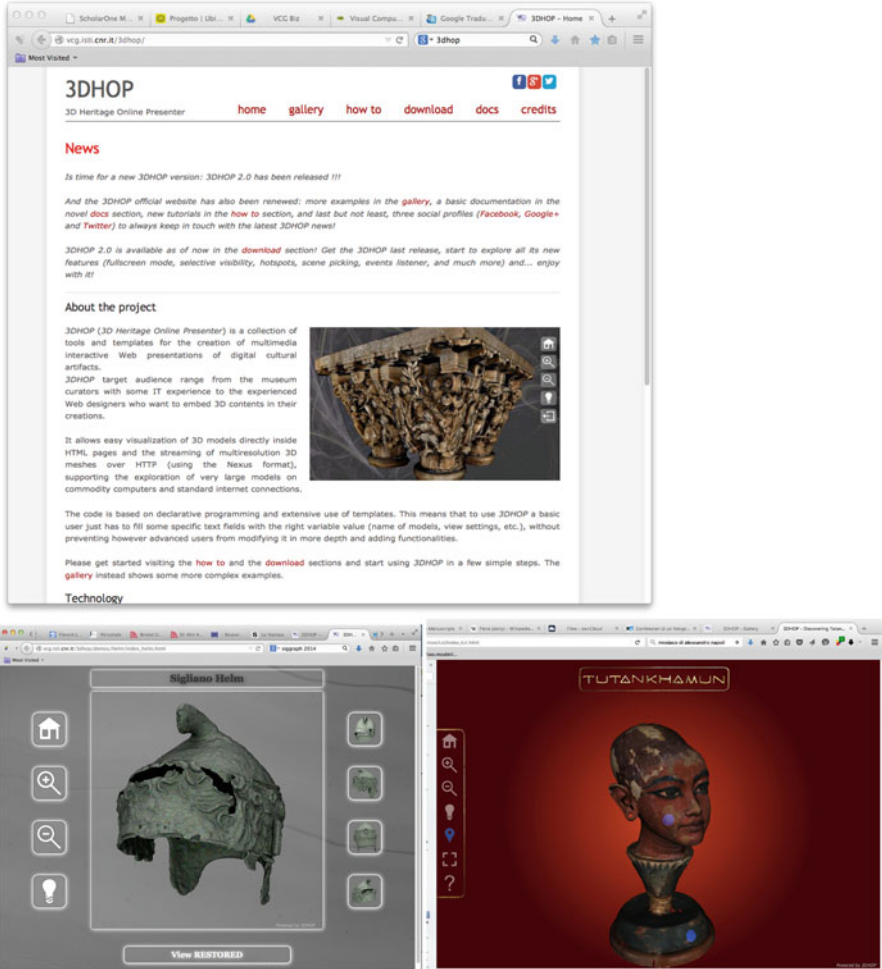 ScholarOne M...
Progetto | Ubi...
VCG Biz
Visual Compu...
Google Tradu...
3DHOP - Home
vcg.isti.cnr.it/3dhop/
3dhop
Most Visited
3DHOP
3D Heritage Online Presenter
home gallery how to download docs credits
News
Is time for a new 3DHOP version: 3DHOP 2.0 has been released !!!
And the 3DHOP official website has also been renewed: more examples in the gallery, a basic documentation in the
novel docs section, new tutorials in the how to section, and last but not least, three social profiles (Facebook, Google+
and Twitter) to always keep in touch with the latest 3DHOP news!
3DHOP 2.0 is available as of now in the download section! Get the 3DHOP last release, start to explore all its new
features (fullscreen mode, selective visibility, hotspots, scene picking, events listener, and much more) and... enjoy
with it!
About the project
3DHOP (3D Heritage Online Presenter) is a collection of
tools and templates for the creation of multimedia
interactive Web presentations of digital cultural
artifacts.
3DHOP target audience range from the museum
curators with some IT experience to the experienced
Web designers who want to embed 3D contents in their
creations.
It allows easy visualization of 3D models directly inside
HTML pages and the streaming of multiresolution 3D
meshes over HTTP (using the Nexus format),
supporting the exploration of very large models on
commodity computers and standard internet connections.
The code is based on declarative programming and extensive use of templates. This means that to use 3DHOP a basic
user just has to fill some specific text fields with the right variable value (name of models, view settings, etc.), without
preventing however advanced users from modifying it in more depth and adding functionalities.
Please get started visiting the how to and the download sections and start using 3DHOP in a few simple steps. The
gallery instead shows some more complex examples.
Technology
siggraph 2014
Most Visited
Sigliano Helm
Powered by 3DHOP
View RESTORED
3DHOP - Gallery
3DHOP - Discovering Tutan...
TUTANKHAMUN
Powered by 3DHOP